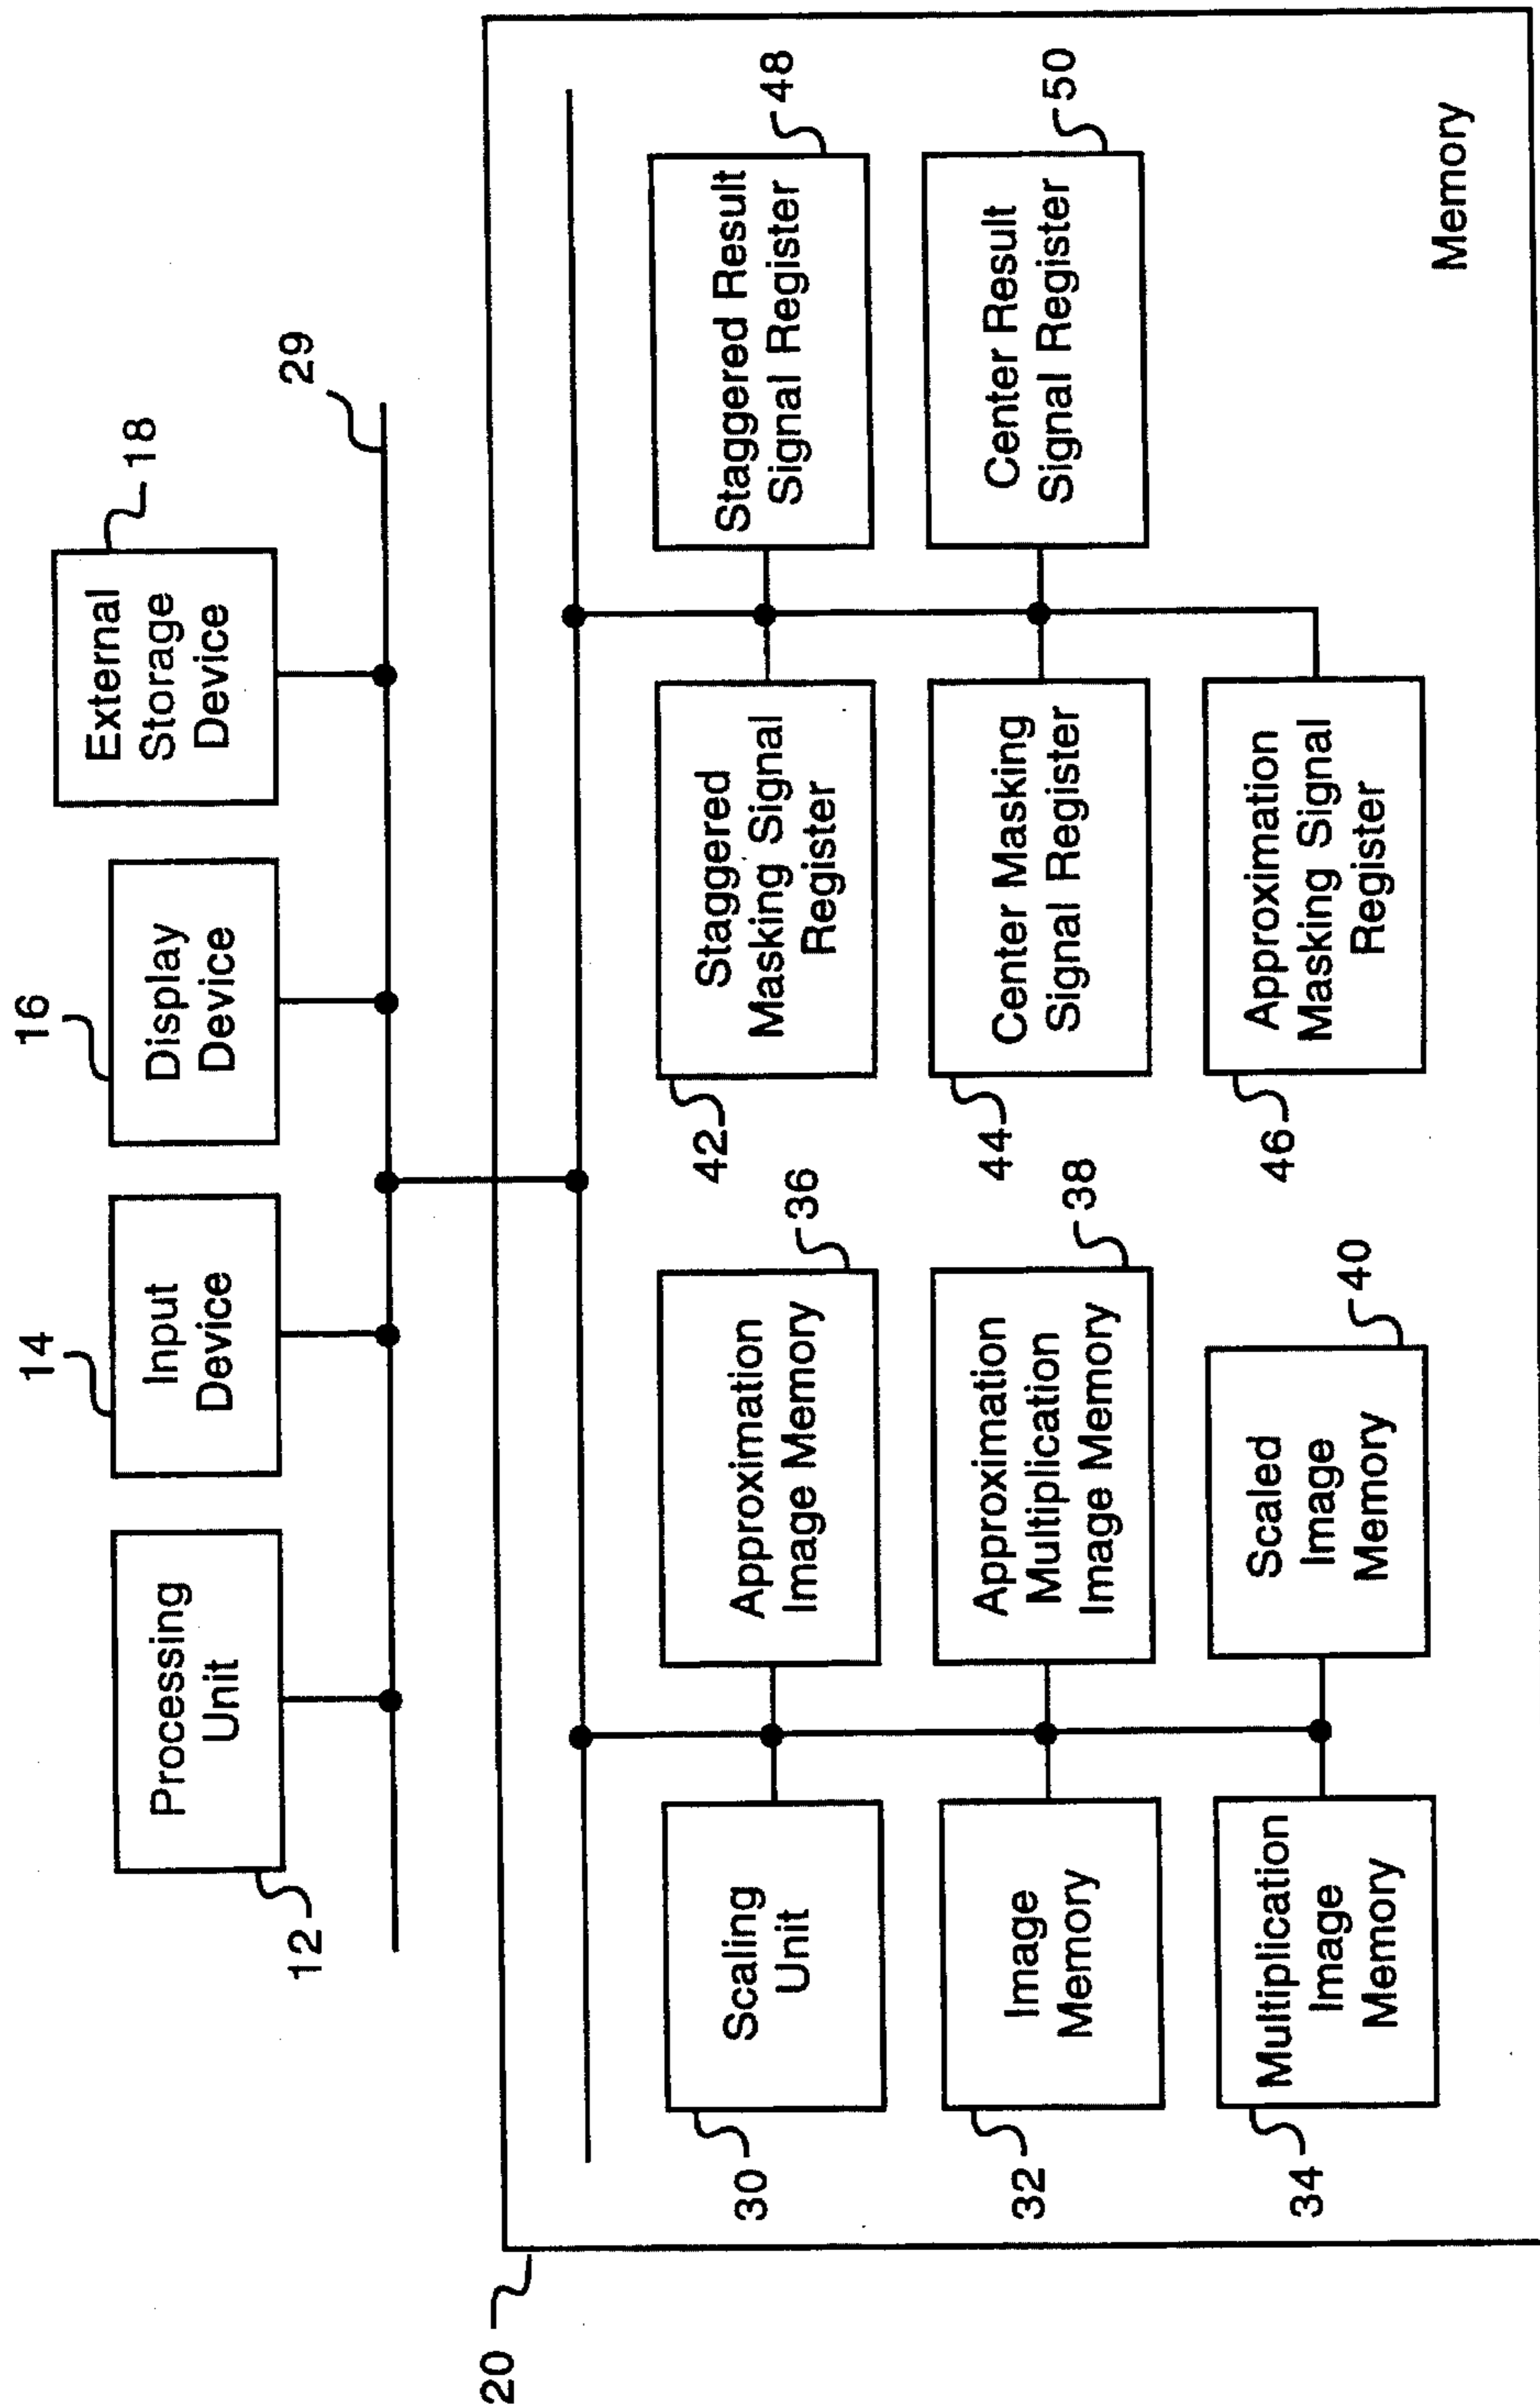 12
Processing
Unit
14
Input
Device
16
Display
Device
18
External
Storage
Device
29
20
30
Scaling
Unit
36
Approximation
Image Memory
42
Staggered
Masking Signal
Register
48
Staggered Result
Signal Register
32
Image
Memory
38
Approximation
Multiplication
Image Memory
44
Center Masking
Signal Register
50
Center Result
Signal Register
34
Multiplication
Image
Memory
40
Scaled
Image
Memory
46
Approximation
Masking Signal
Register
Memory